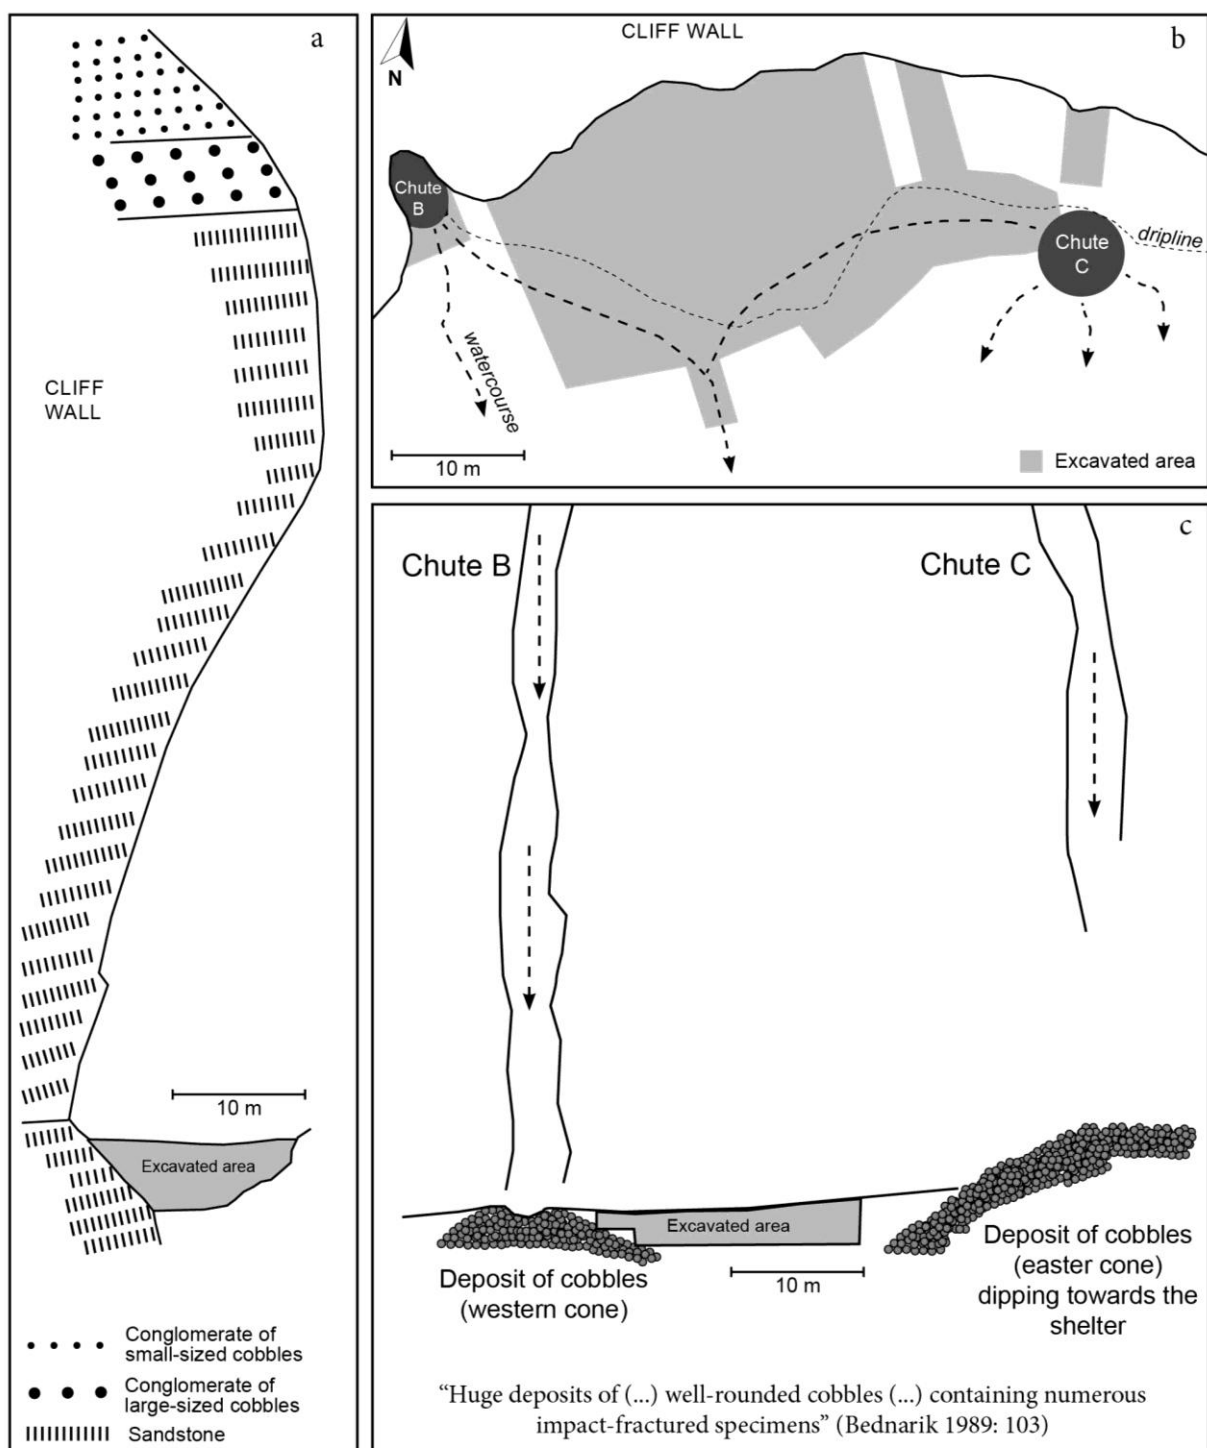 a
CLIFF
WALL
10 m
Excavated area
Conglomerate of
small-sized cobbles
Conglomerate of
large-sized cobbles
Sandstone
b
CLIFF WALL
N
Chute
B
Chute
C
dripline
watercourse
10 m
Excavated area
c
Chute B
Chute C
Excavated area
10 m
Deposit of cobbles
(western cone)
Deposit of cobbles
(easter cone)
dipping towards the
shelter
“Huge deposits of (...) well-rounded cobbles (...) containing numerous
impact-fractured specimens” (Bednarik 1989: 103)